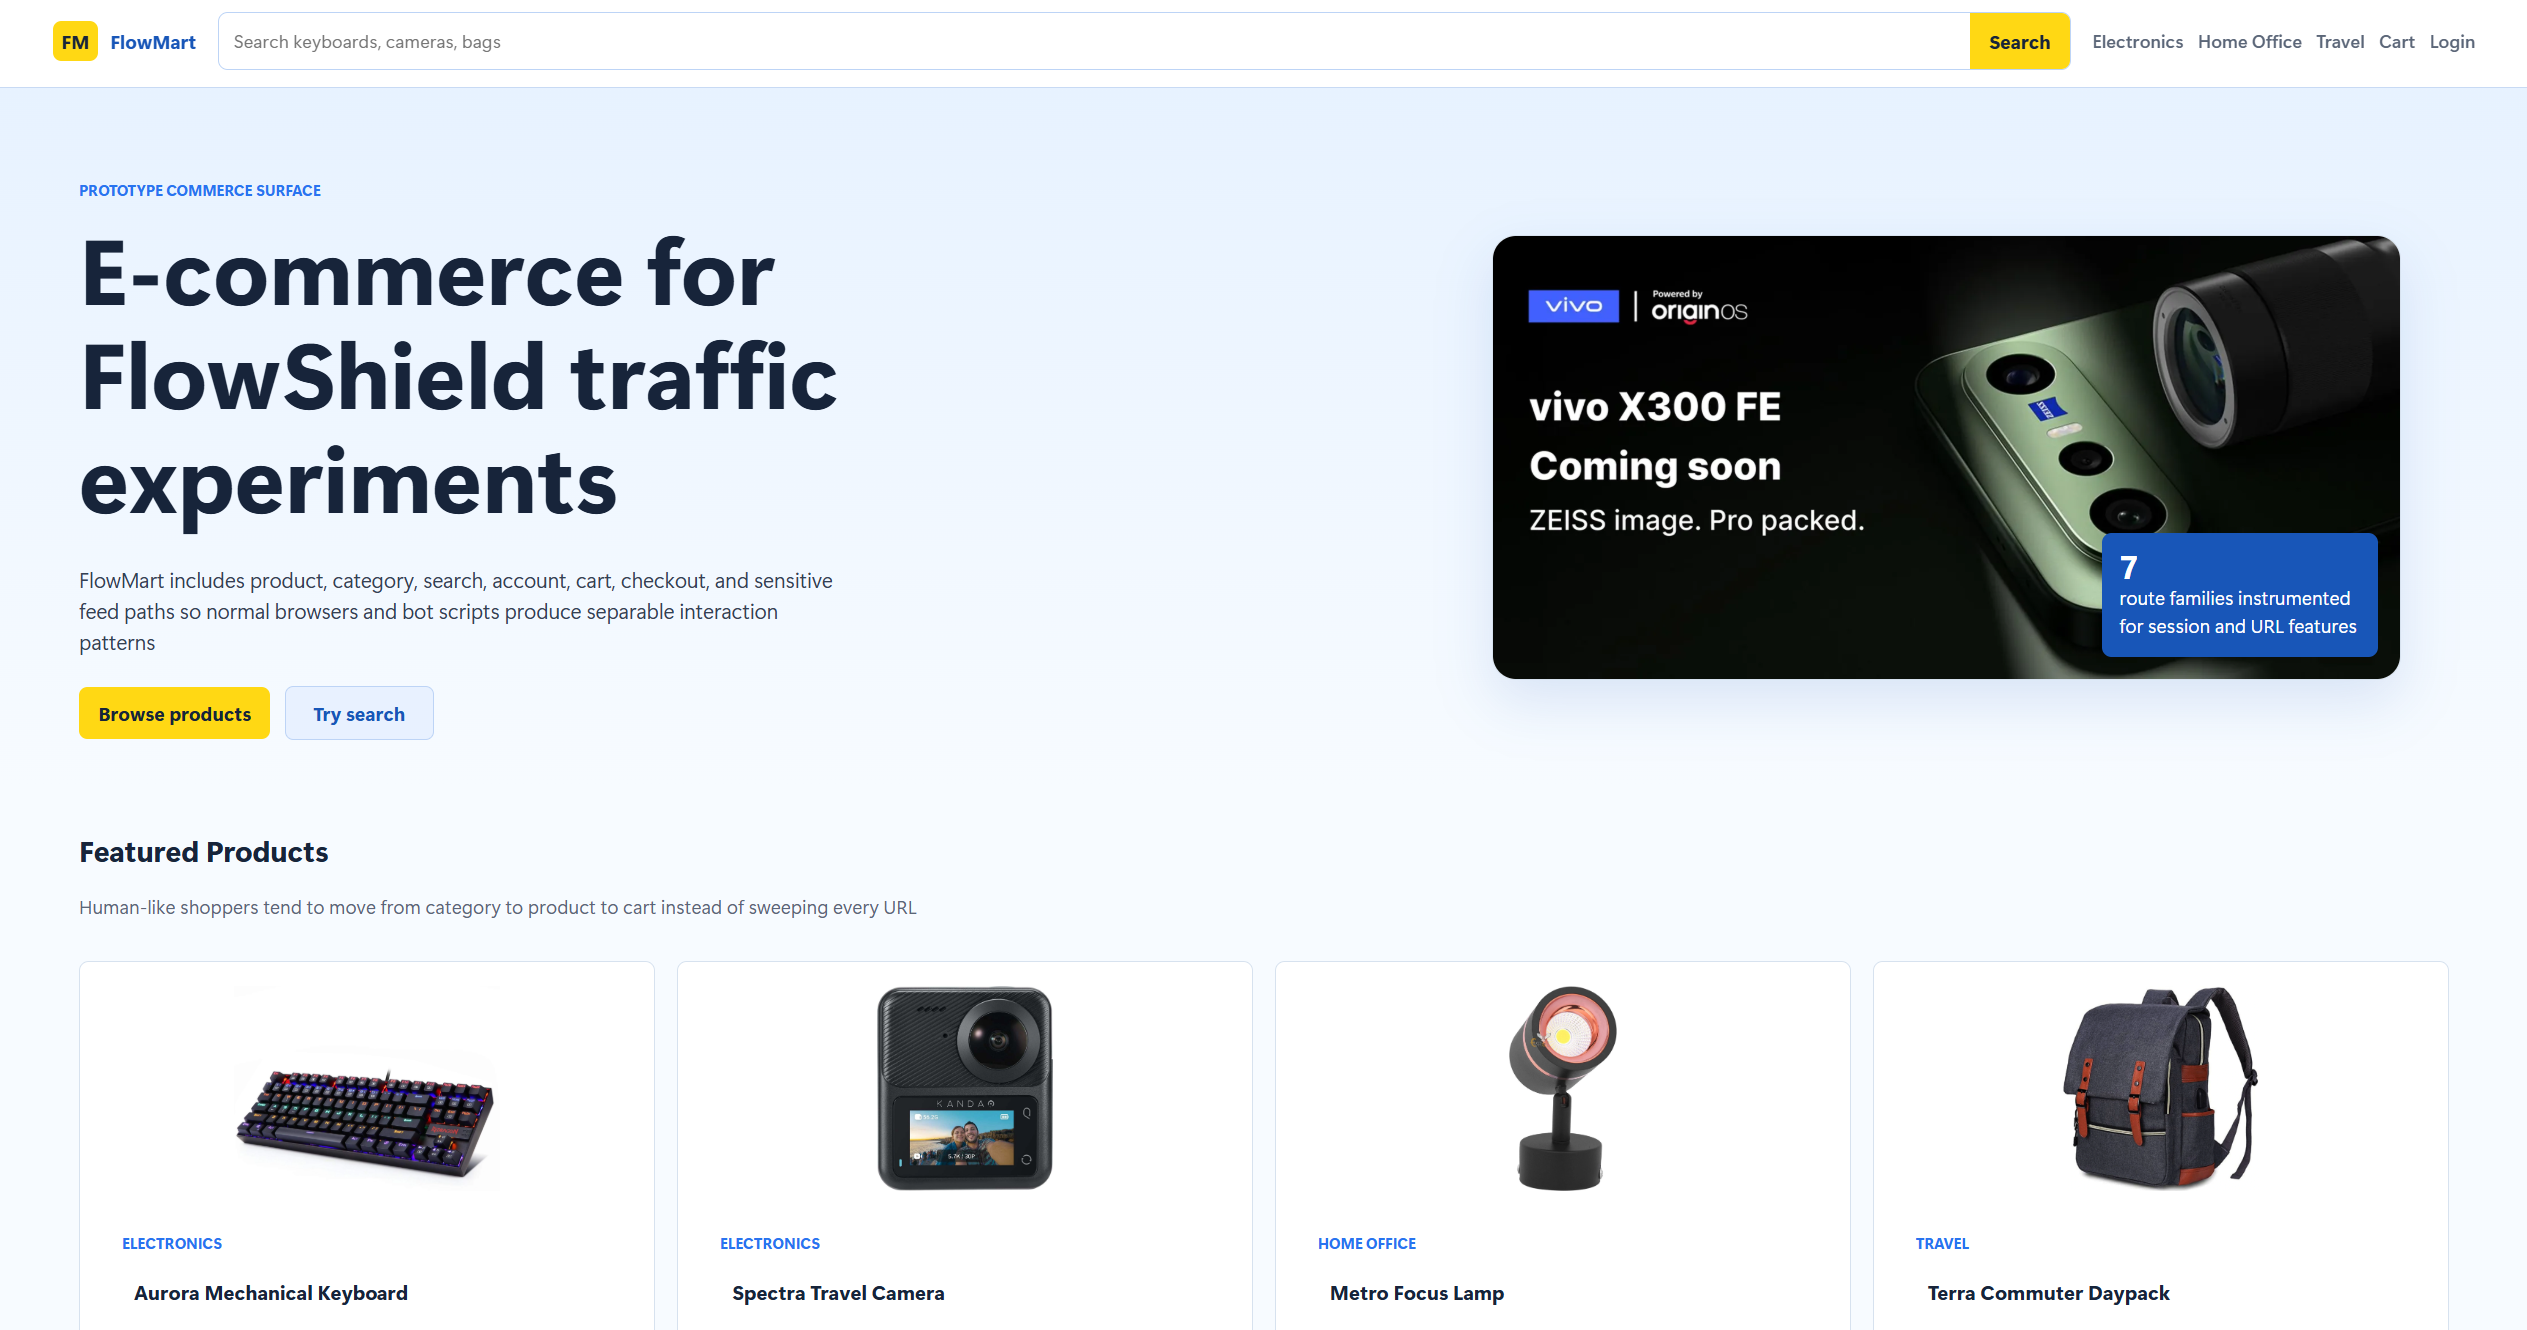 FM FlowMart
Search keyboards, cameras, bags
Search
Electronics Home Office Travel Cart Login
PROTOTYPE COMMERCE SURFACE
E-commerce for
FlowShield traffic
experiments
FlowMart includes product, category, search, account, cart, checkout, and sensitive
feed paths so normal browsers and bot scripts produce separable interaction
patterns
Browse products
Try search
vivo
Powered by
originOS
vivo X300 FE
Coming soon
ZEISS image. Pro packed.
ZEISS
7
route families instrumented
for session and URL features
Featured Products
Human-like shoppers tend to move from category to product to cart instead of sweeping every URL
KANDAO
5.7K / 30P
ELECTRONICS
Aurora Mechanical Keyboard
ELECTRONICS
Spectra Travel Camera
HOME OFFICE
Metro Focus Lamp
TRAVEL
Terra Commuter Daypack